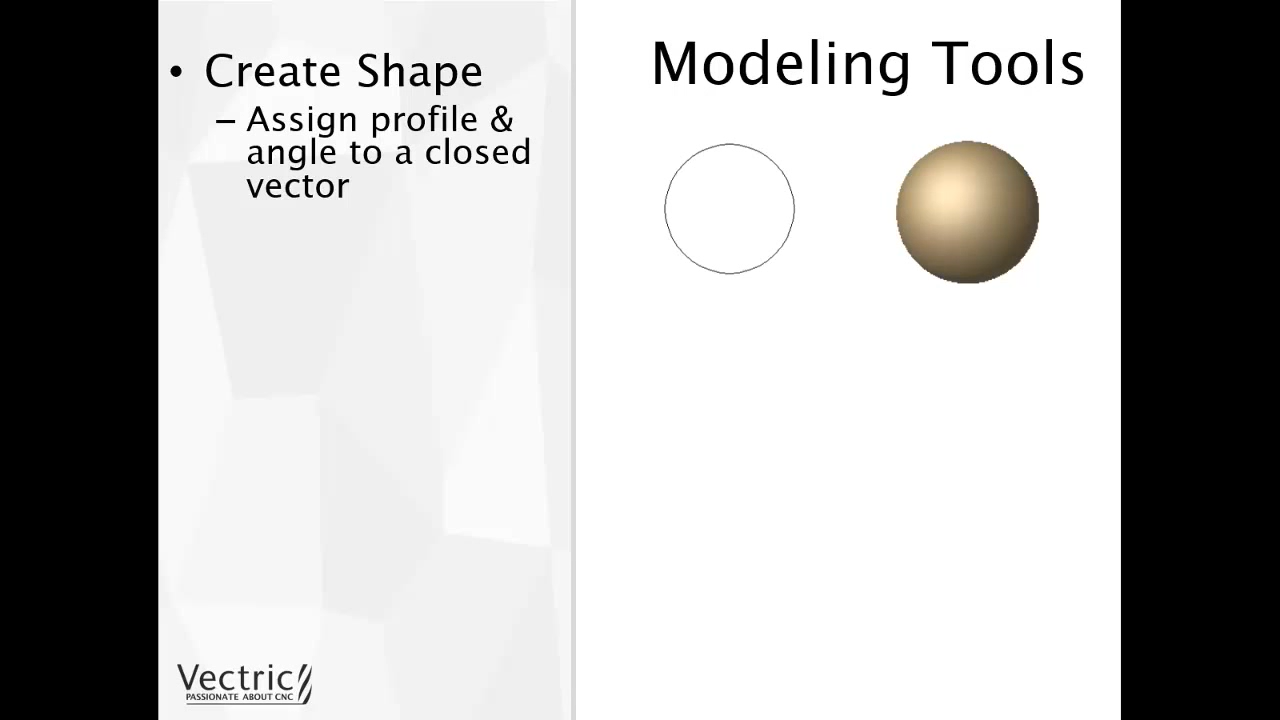 • Create Shape
– Assign profile &
angle to a closed
vector
Modeling Tools
Vectric
PASSIONATE ABOUT CNC